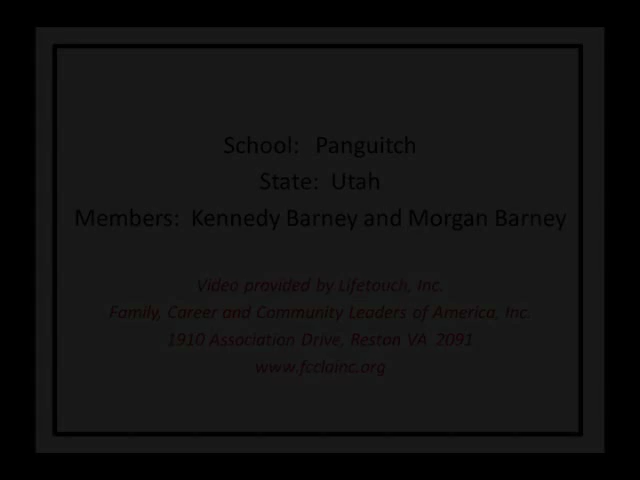 School: Panguitch
State: Utah
Members: Kennedy Barney and Morgan Barney
Video provided by Lifetouch, Inc.
Family, Career and Community Leaders of America, Inc.
1910 Association Drive, Reston VA 2091
www.fcclainc.org